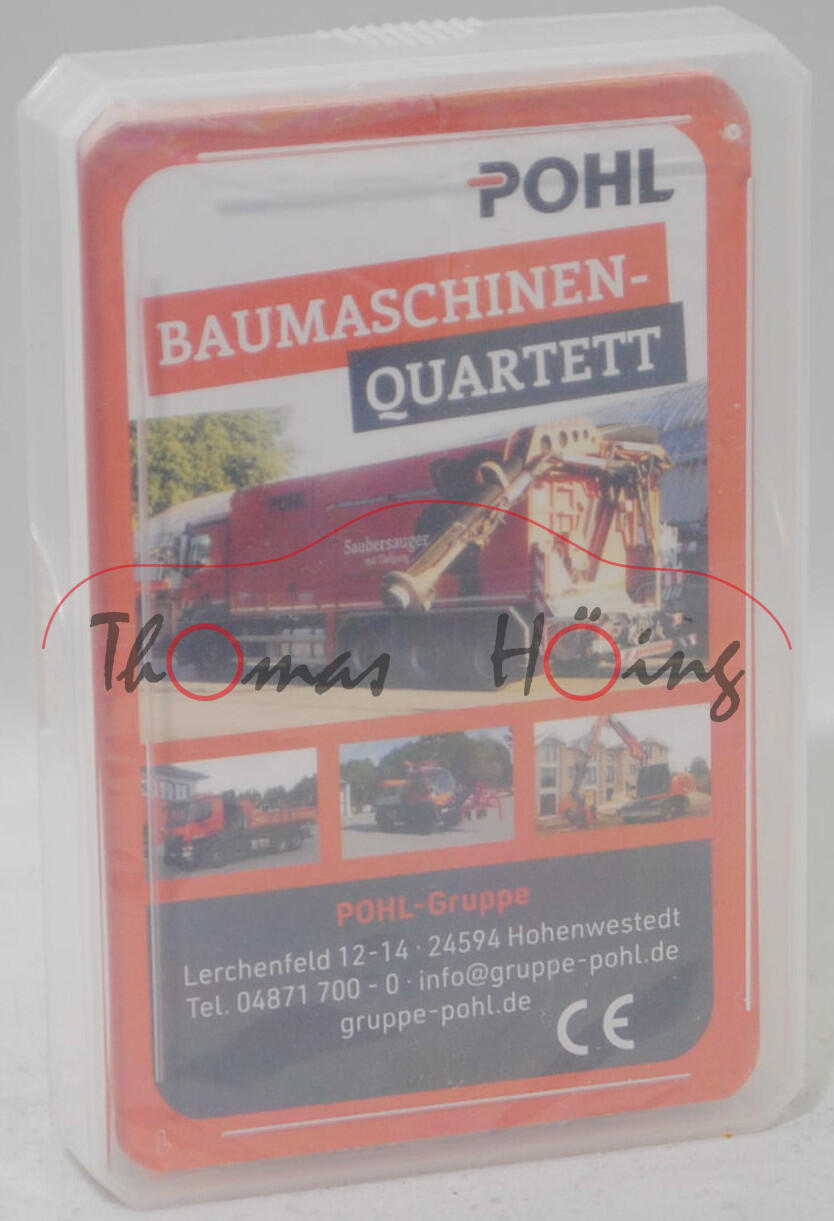 POHL
BAUMASCHINEN-
QUARTETT
POHL
Saubersauger
Thomas Höing
POHL-Gruppe
Lerchenfeld 12-14 · 24594 Hohenwestedt
Tel. 04871 700 - 0 · info@gruppe-pohl.de
gruppe-pohl.de
CE